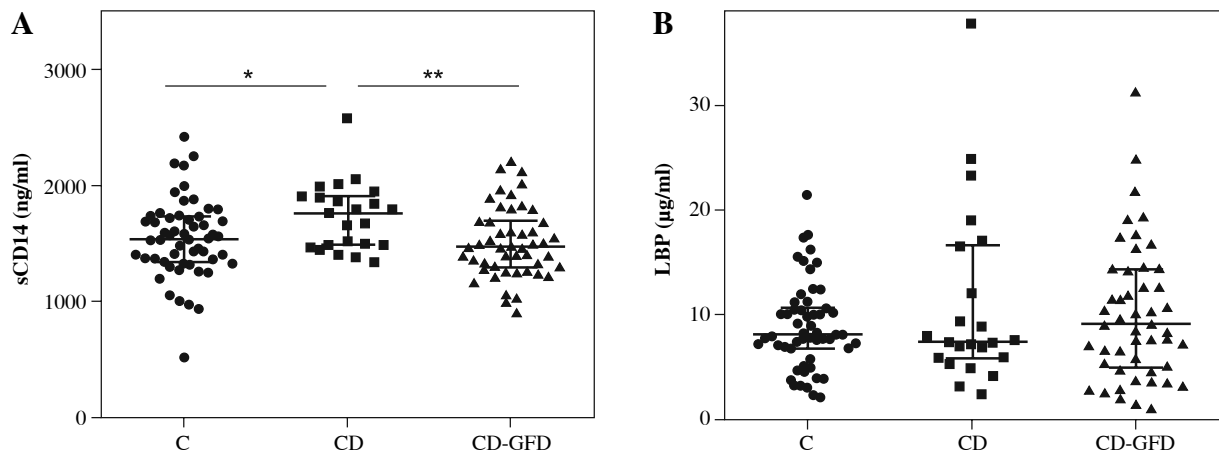 A
sCD14 (ng/ml)
3000
2000
1000
0
*
**
C
CD
CD-GFD
B
LBP (µg/ml)
30
20
10
0
C
CD
CD-GFD